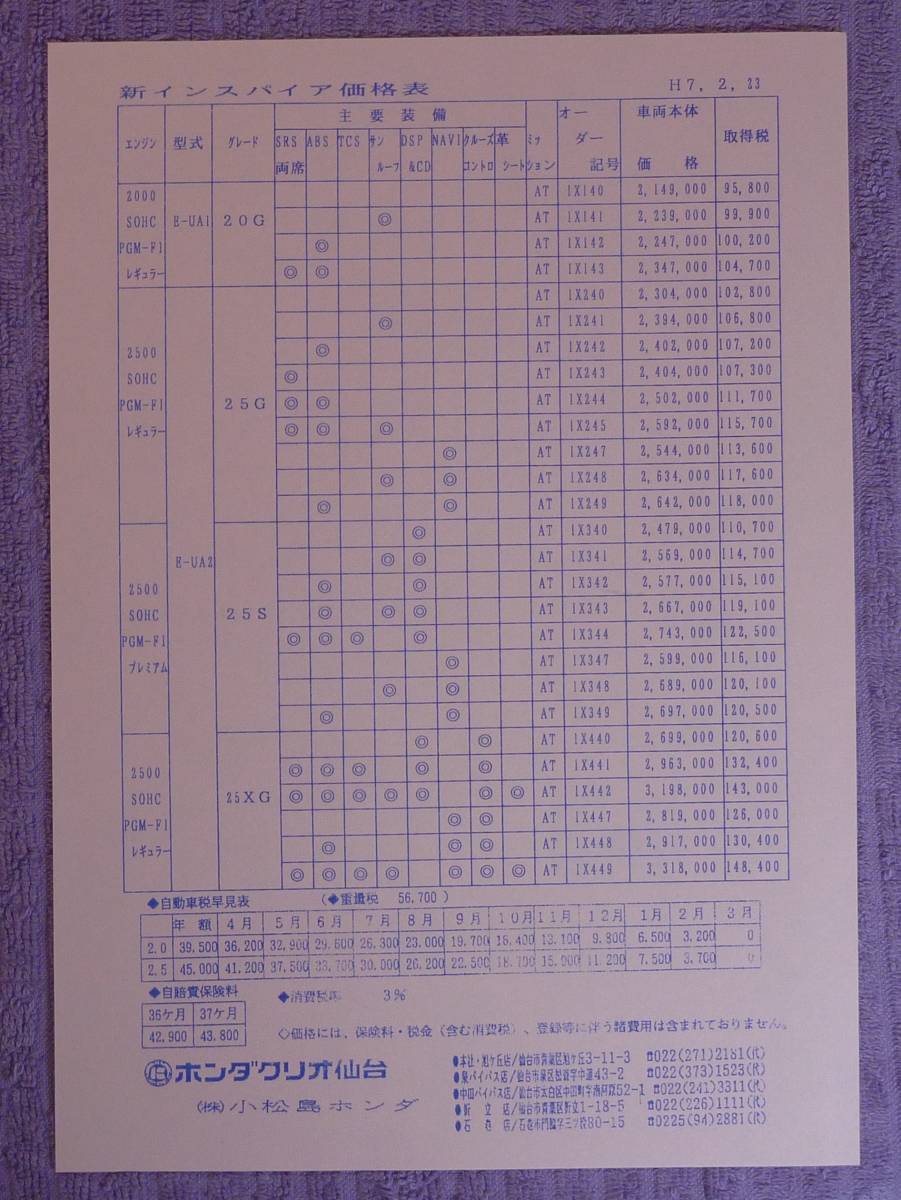 新インスパイア価格表 H7, 2, 23
エンジン 型式 グレード 主要装備 ミッション オーダー記号 車両本体価格 取得税
SRS両席 ABS TCS サンルーフ DSP&CD NAVI クルーズコントロ 革シート
2000 SOHC PGM-FI レギュラー E-UA1 20G
AT 1X140 2,149,000 95,800
◎ AT 1X141 2,239,000 99,900
◎ AT 1X142 2,247,000 100,200
◎ ◎ AT 1X143 2,347,000 104,700
2500 SOHC PGM-FI レギュラー E-UA2 25G
AT 1X240 2,304,000 102,800
◎ AT 1X241 2,394,000 106,800
◎ AT 1X242 2,402,000 107,200
◎ AT 1X243 2,404,000 107,300
◎ ◎ AT 1X244 2,502,000 111,700
◎ ◎ ◎ AT 1X245 2,592,000 115,700
◎ AT 1X247 2,544,000 113,600
◎ ◎ AT 1X248 2,634,000 117,600
◎ ◎ AT 1X249 2,642,000 118,000
2500 SOHC PGM-FI プレミアム 25S
◎ AT 1X340 2,479,000 110,700
◎ ◎ AT 1X341 2,569,000 114,700
◎ ◎ AT 1X342 2,577,000 115,100
◎ ◎ ◎ AT 1X343 2,667,000 119,100
◎ ◎ ◎ ◎ AT 1X344 2,743,000 122,500
◎ AT 1X347 2,599,000 116,100
◎ ◎ AT 1X348 2,689,000 120,100
◎ ◎ AT 1X349 2,697,000 120,500
2500 SOHC PGM-FI レギュラー 25XG
◎ ◎ AT 1X440 2,699,000 120,600
◎ ◎ ◎ ◎ ◎ AT 1X441 2,963,000 132,400
◎ ◎ ◎ ◎ ◎ ◎ ◎ AT 1X442 3,198,000 143,000
◎ ◎ AT 1X447 2,819,000 126,000
◎ ◎ ◎ AT 1X448 2,917,000 130,400
◎ ◎ ◎ ◎ ◎ ◎ ◎ AT 1X449 3,318,000 148,400
◆自動車税早見表 (◆重量税 56,700)
年額 4月 5月 6月 7月 8月 9月 10月 11月 12月 1月 2月 3月
2.0 39.500 36.200 32.900 29.600 26.300 23.000 19.700 16.400 13.100 9.800 6.500 3.200 0
2.5 45.000 41.200 37.500 33.700 30.000 26.200 22.500 18.700 15.000 11.200 7.500 3.700 0
◆自賠責保険料 ◆消費税率 3%
36ケ月 37ケ月
42.900 43.800
◇価格には、保険料・税金(含む消費税)、登録等に伴う諸費用は含まれておりません。
ホンダクリオ仙台
(株)小松島ホンダ
●本社・旭ケ丘店/仙台市青葉区旭ケ丘3-11-3 ☎022(271)2181(代)
●泉バイパス店/仙台市泉区松森字中道43-2 ☎022(373)1523(代)
●中田バイパス店/仙台市太白区中田町字 52-1 ☎022(241)3311(代)
●折立店/仙台市青葉区折立1-18-5 ☎022(226)1111(代)
●石巻店/石巻市門脇字三ツ股80-15 ☎0225(94)2881(代)